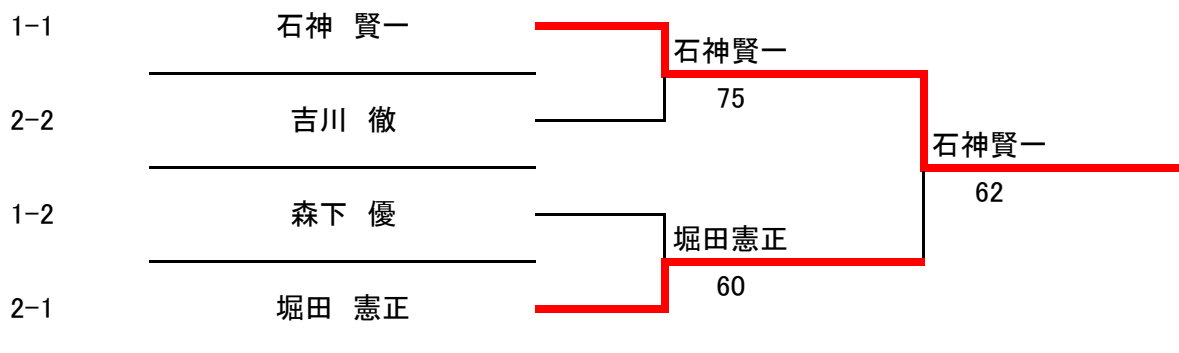 1-1 石神　賢一
石神賢一
75
2-2 吉川　徹
石神賢一
62
1-2 森下　優
堀田憲正
60
2-1 堀田　憲正